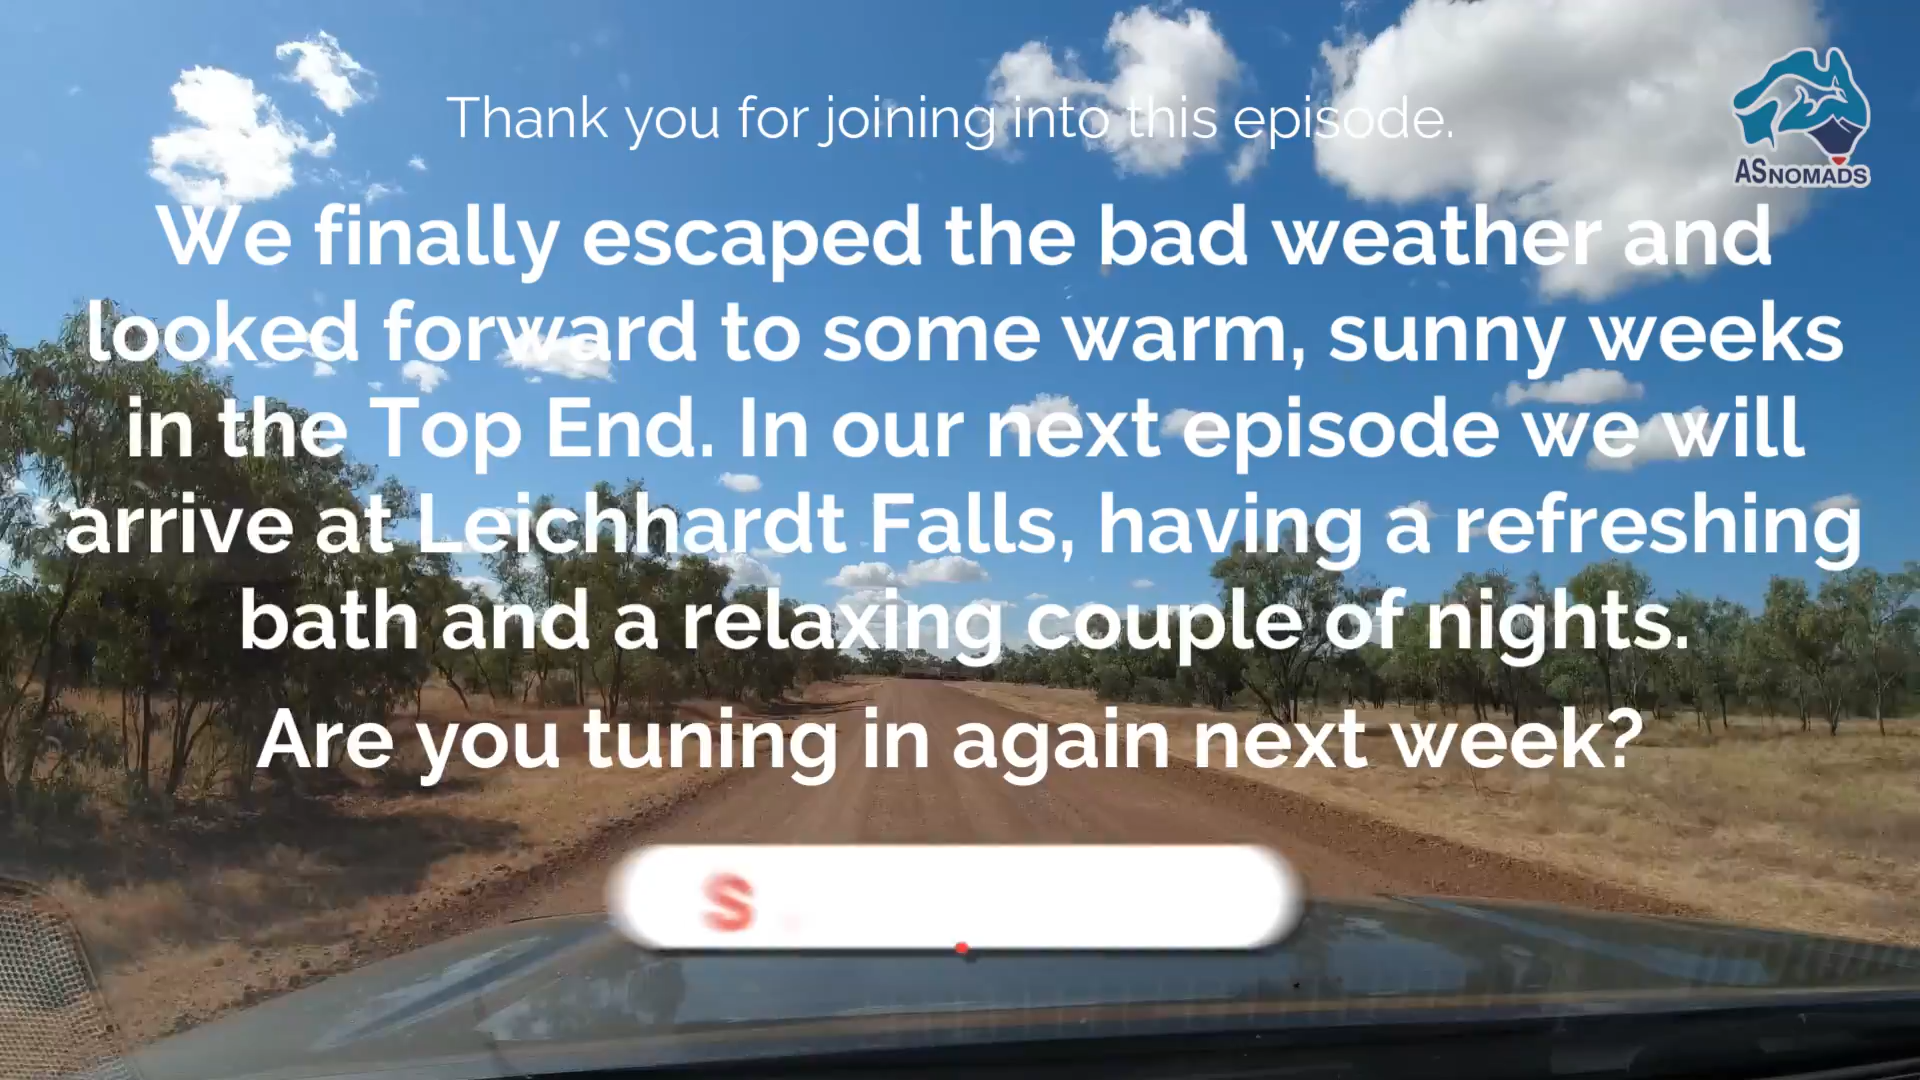 Thank you for joining into this episode.
ASNOMADS
We finally escaped the bad weather and
looked forward to some warm, sunny weeks
in the Top End. In our next episode we will
arrive at Leichhardt Falls, having a refreshing
bath and a relaxing couple of nights.
Are you tuning in again next week?
S